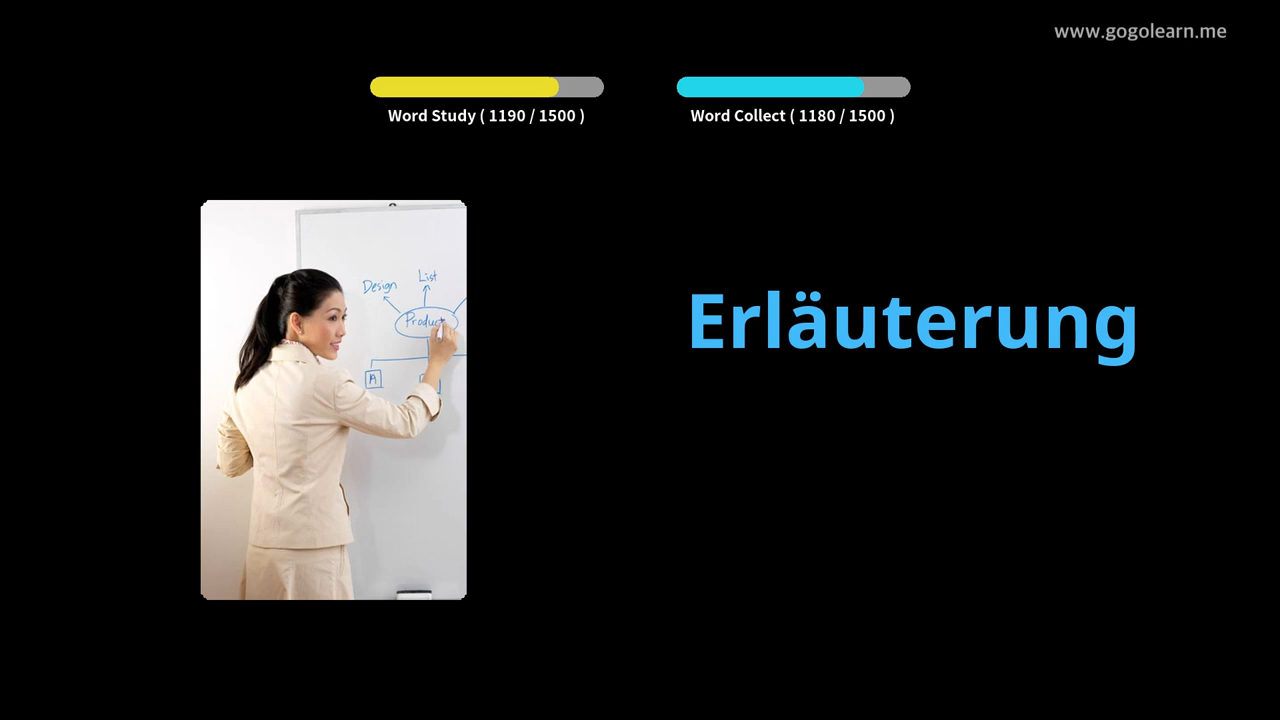 www.gogolearn.me
Word Study ( 1190 / 1500 )
Word Collect ( 1180 / 1500 )
List
Design
Product
Erläuterung
A